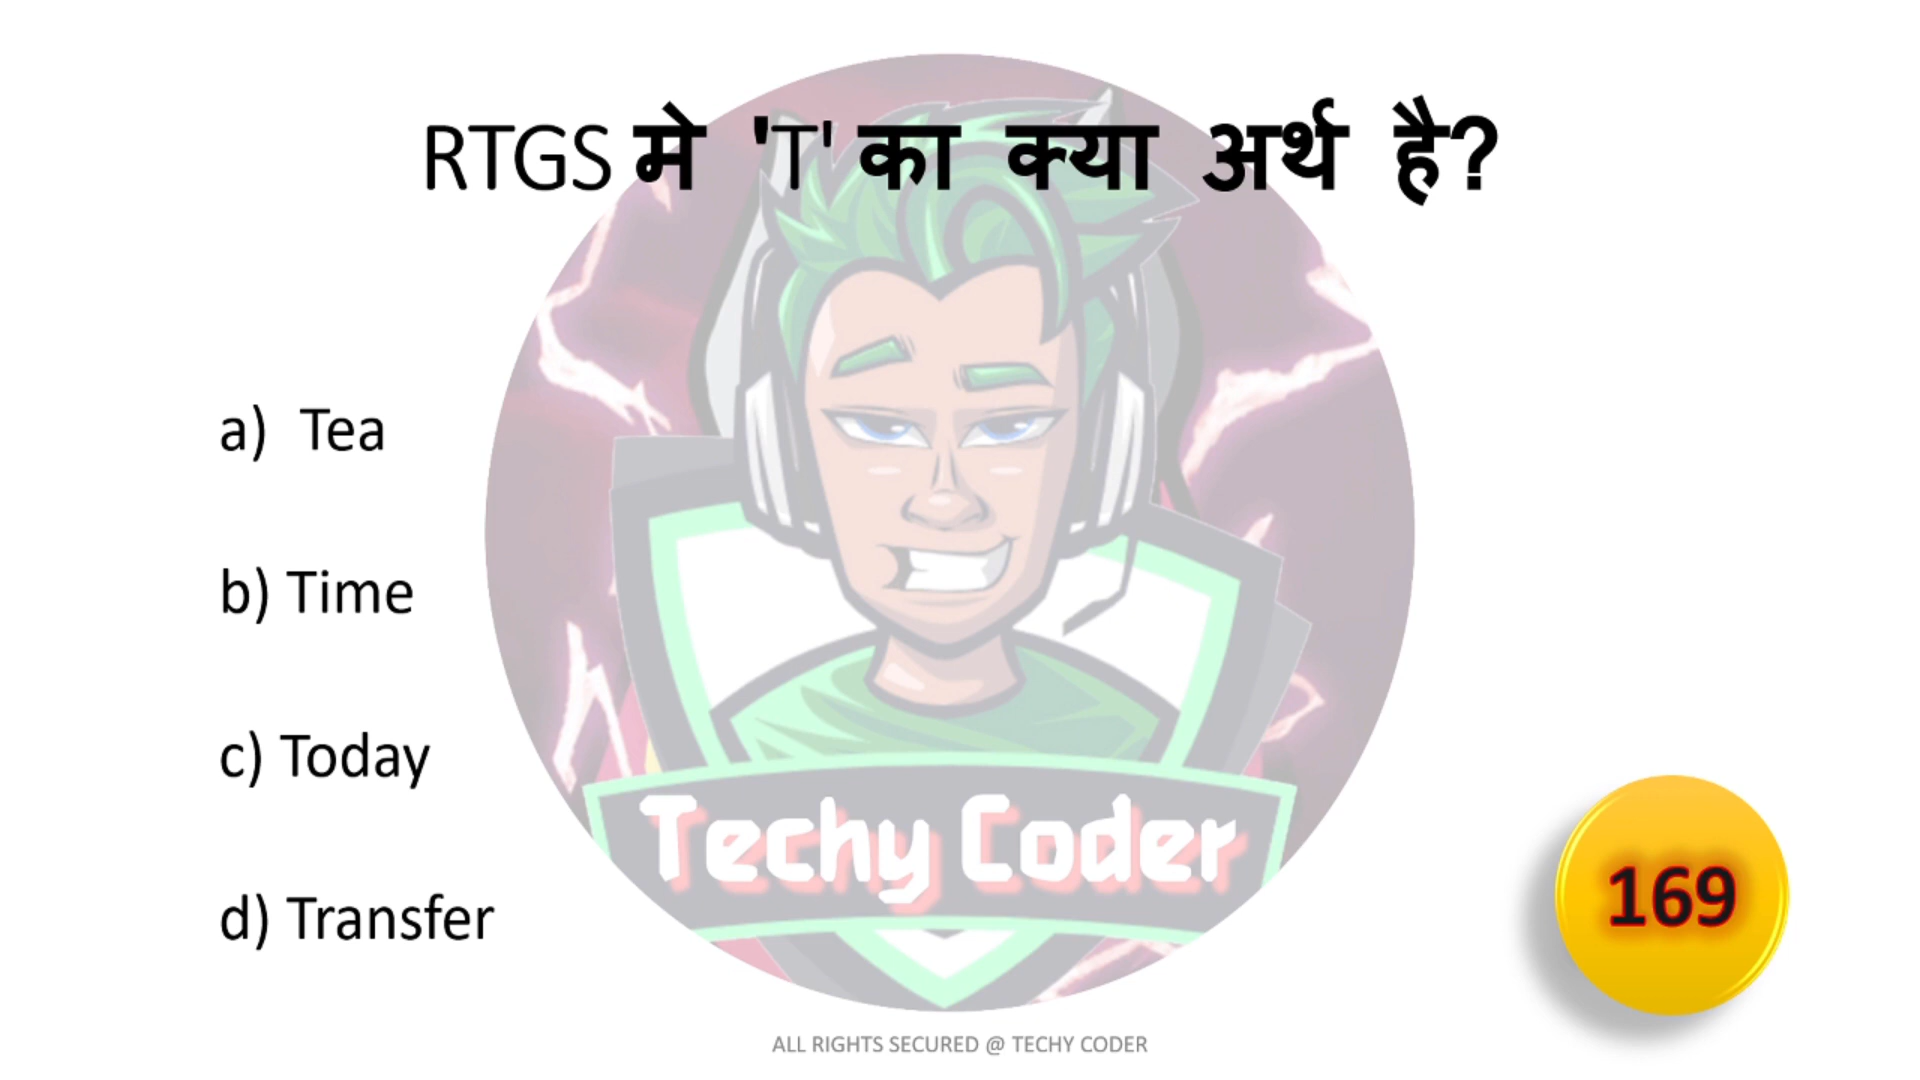 RTGS मे 'T' का क्या अर्थ है?
a) Tea
b) Time
c) Today
d) Transfer
Techy Coder
169
ALL RIGHTS SECURED @ TECHY CODER